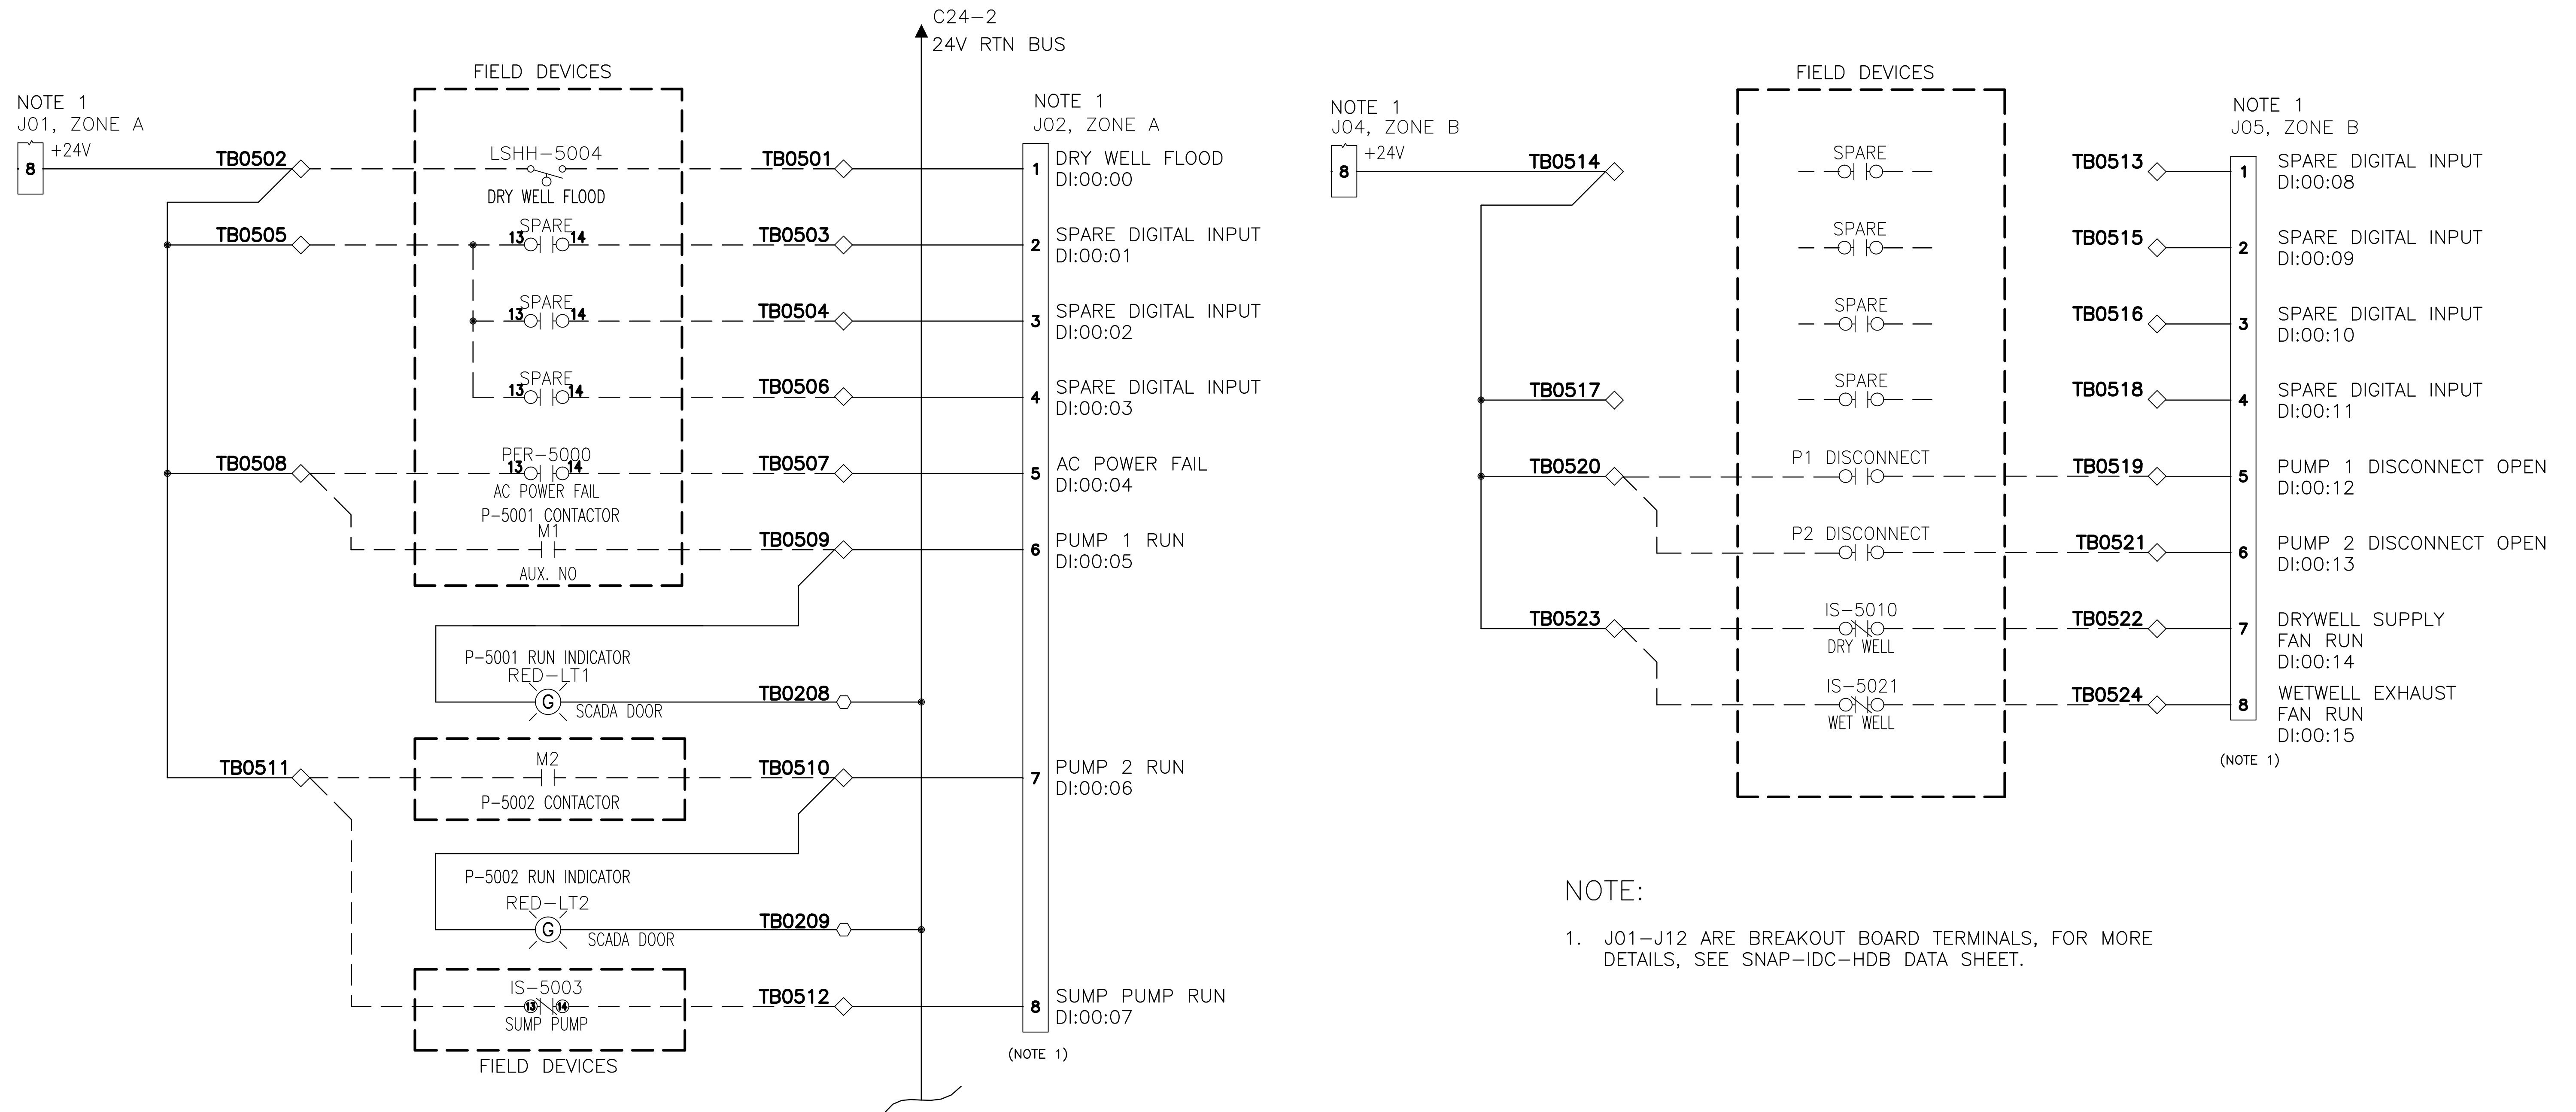 C24-2
24V RTN BUS
FIELD DEVICES
NOTE 1
J01, ZONE A
+24V
8
NOTE 1
J02, ZONE A
TB0502
LSHH-5004
DRY WELL FLOOD
TB0501
1
DRY WELL FLOOD
DI:00:00
TB0505
SPARE
13
14
TB0503
2
SPARE DIGITAL INPUT
DI:00:01
SPARE
13
14
TB0504
3
SPARE DIGITAL INPUT
DI:00:02
SPARE
13
14
TB0506
4
SPARE DIGITAL INPUT
DI:00:03
TB0508
PER-5000
13
14
AC POWER FAIL
TB0507
5
AC POWER FAIL
DI:00:04
P-5001 CONTACTOR
M1
AUX. NO
TB0509
6
PUMP 1 RUN
DI:00:05
P-5001 RUN INDICATOR
RED-LT1
G
SCADA DOOR
TB0208
TB0511
M2
P-5002 CONTACTOR
TB0510
7
PUMP 2 RUN
DI:00:06
P-5002 RUN INDICATOR
RED-LT2
G
SCADA DOOR
TB0209
IS-5003
13
14
SUMP PUMP
TB0512
8
SUMP PUMP RUN
DI:00:07
FIELD DEVICES
(NOTE 1)
FIELD DEVICES
NOTE 1
J04, ZONE B
+24V
8
NOTE 1
J05, ZONE B
TB0514
SPARE
TB0513
1
SPARE DIGITAL INPUT
DI:00:08
SPARE
TB0515
2
SPARE DIGITAL INPUT
DI:00:09
SPARE
TB0516
3
SPARE DIGITAL INPUT
DI:00:10
TB0517
SPARE
TB0518
4
SPARE DIGITAL INPUT
DI:00:11
TB0520
P1 DISCONNECT
TB0519
5
PUMP 1 DISCONNECT OPEN
DI:00:12
P2 DISCONNECT
TB0521
6
PUMP 2 DISCONNECT OPEN
DI:00:13
TB0523
IS-5010
DRY WELL
TB0522
7
DRYWELL SUPPLY
FAN RUN
DI:00:14
IS-5021
WET WELL
TB0524
8
WETWELL EXHAUST
FAN RUN
DI:00:15
(NOTE 1)
NOTE:
1. J01-J12 ARE BREAKOUT BOARD TERMINALS, FOR MORE
DETAILS, SEE SNAP-IDC-HDB DATA SHEET.